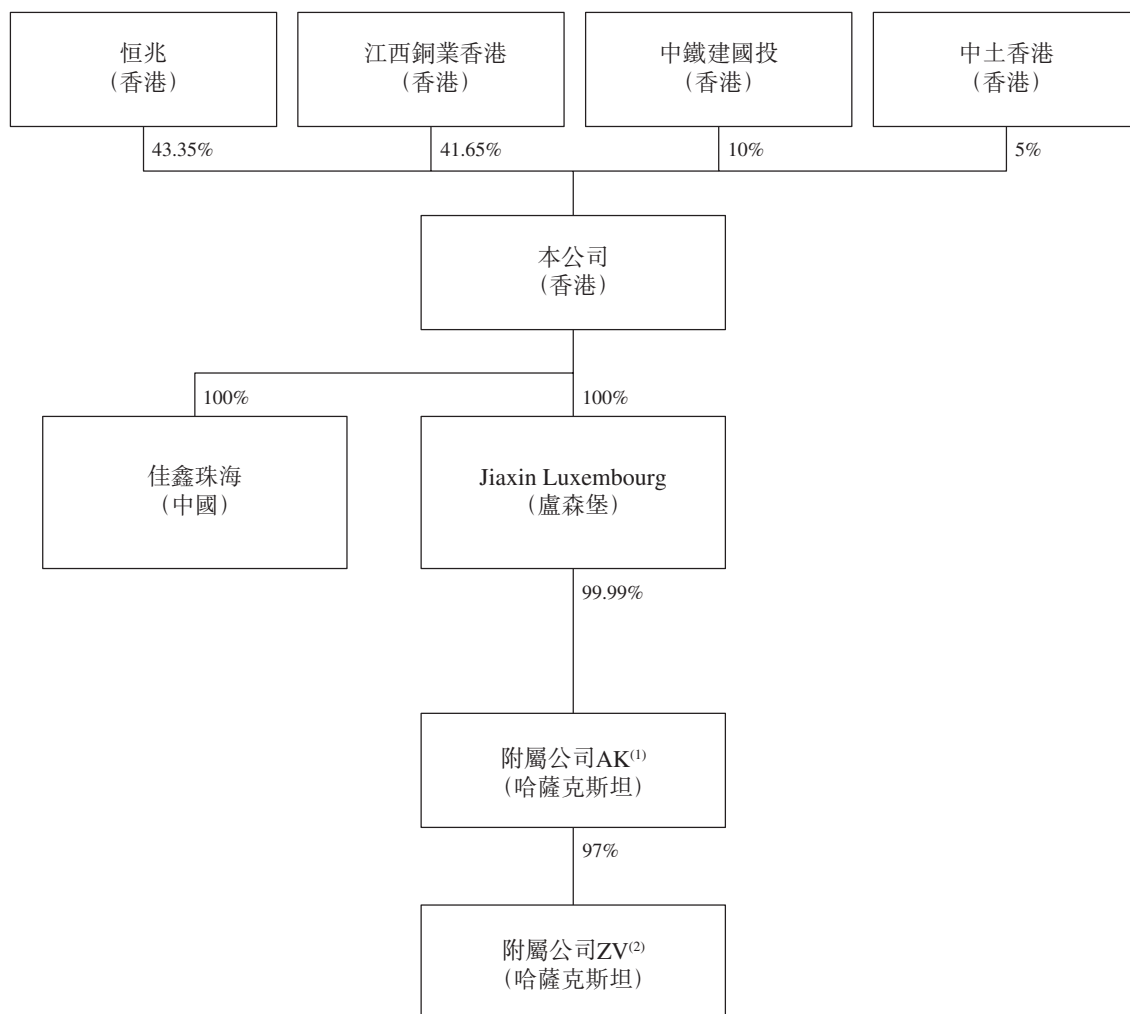 恒兆
（香港）
江西銅業香港
（香港）
中鐵建國投
（香港）
中土香港
（香港）
43.35%
41.65%
10%
5%
本公司
（香港）
100%
100%
佳鑫珠海
（中國）
Jiaxin Luxembourg
（盧森堡）
99.99%
附屬公司AK(1)
（哈薩克斯坦）
97%
附屬公司ZV(2)
（哈薩克斯坦）